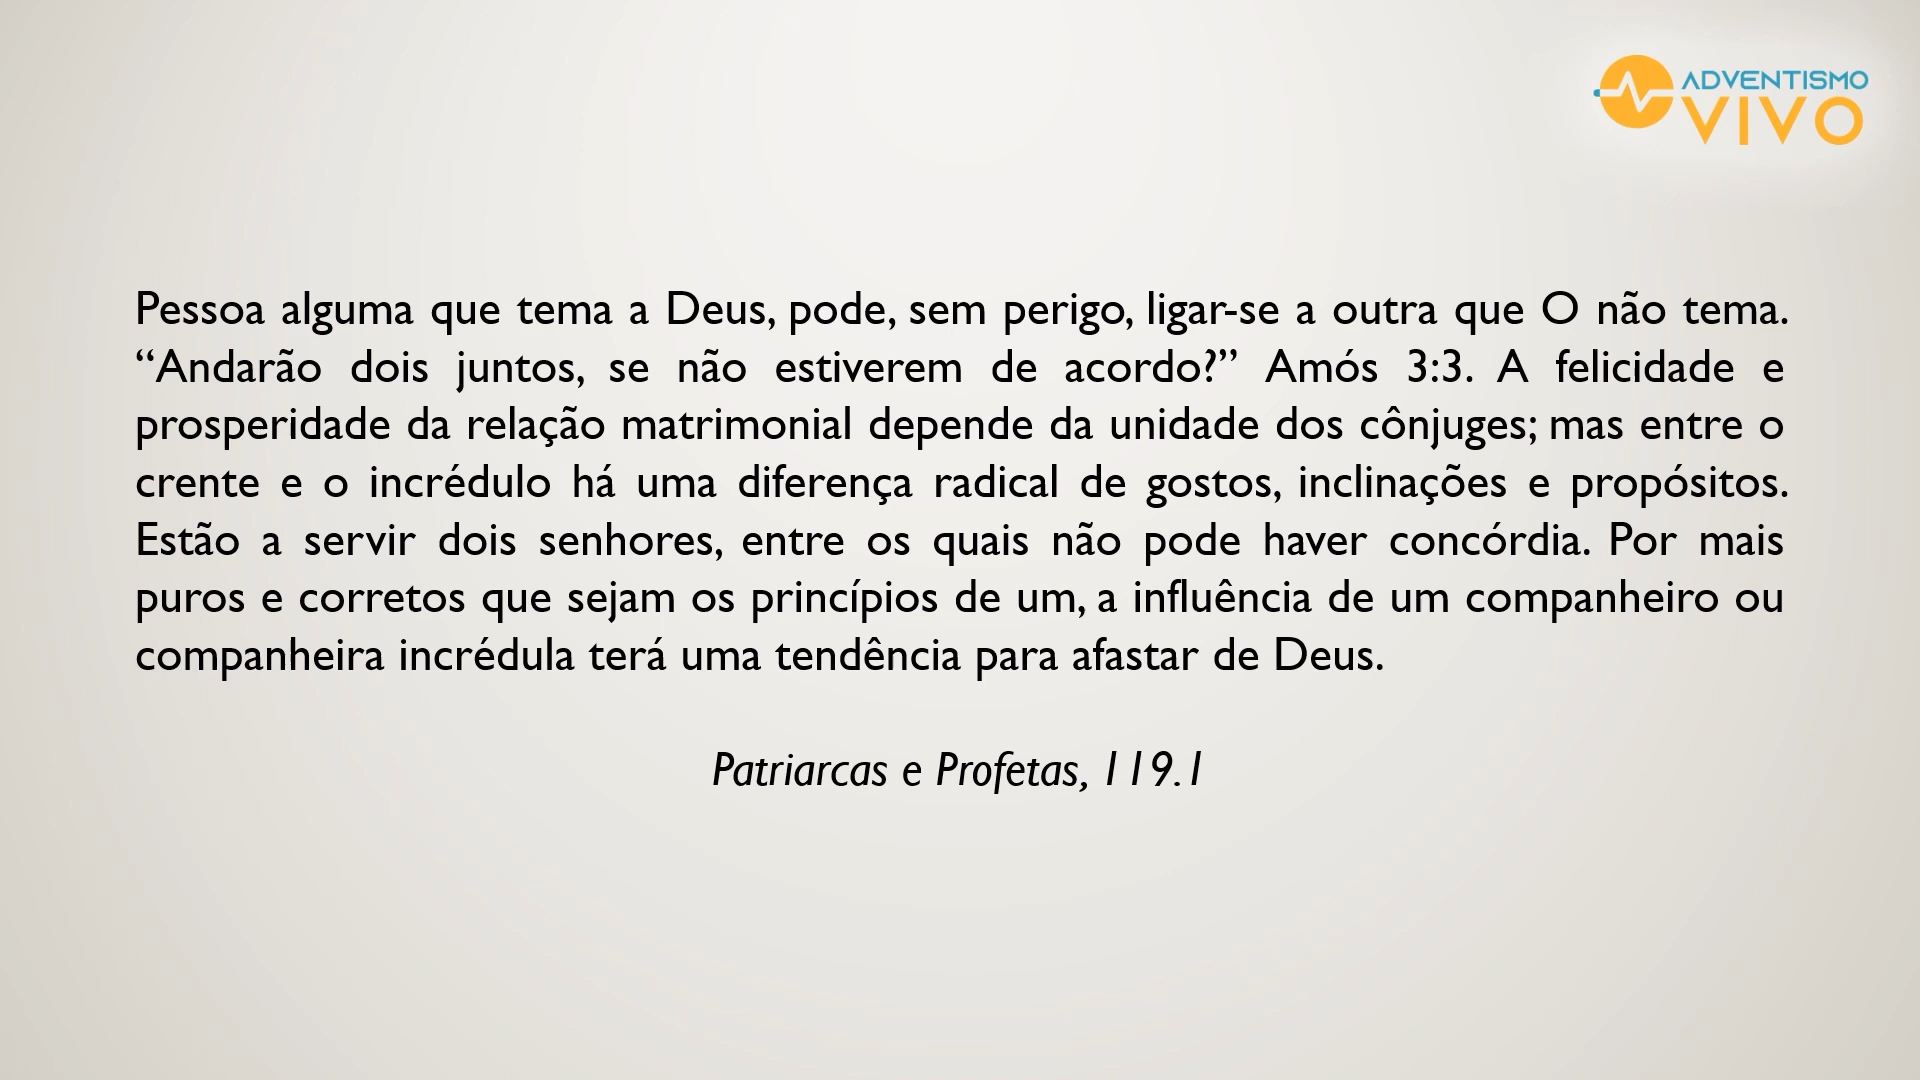 ADVENTISMO
VIVO
Pessoa alguma que tema a Deus, pode, sem perigo, ligar-se a outra que O não tema.
“Andarão dois juntos, se não estiverem de acordo?” Amós 3:3. A felicidade e
prosperidade da relação matrimonial depende da unidade dos cônjuges; mas entre o
crente e o incrédulo há uma diferença radical de gostos, inclinações e propósitos.
Estão a servir dois senhores, entre os quais não pode haver concórdia. Por mais
puros e corretos que sejam os princípios de um, a influência de um companheiro ou
companheira incrédula terá uma tendência para afastar de Deus.
Patriarcas e Profetas, 119.1